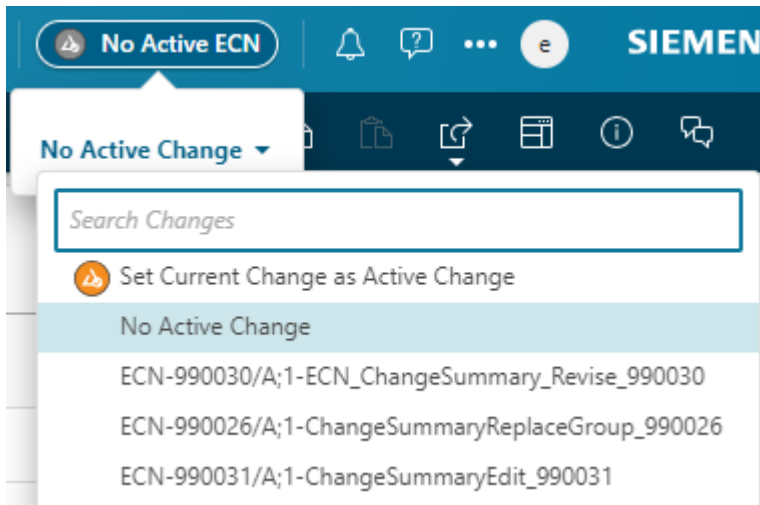 No Active ECN
e
SIEMEN
No Active Change
Search Changes
Set Current Change as Active Change
No Active Change
ECN-990030/A;1-ECN_ChangeSummary_Revise_990030
ECN-990026/A;1-ChangeSummaryReplaceGroup_990026
ECN-990031/A;1-ChangeSummaryEdit_990031